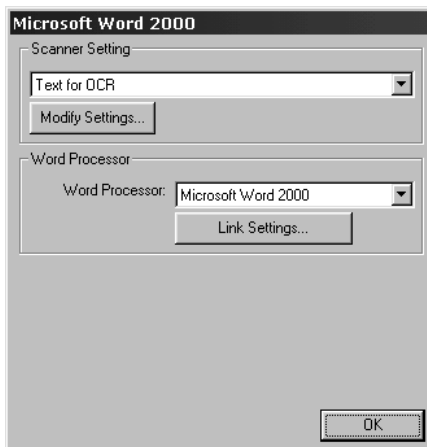 Microsoft Word 2000
Scanner Setting
Text for OCR
Modify Settings...
Word Processor
Word Processor: Microsoft Word 2000
Link Settings...
OK